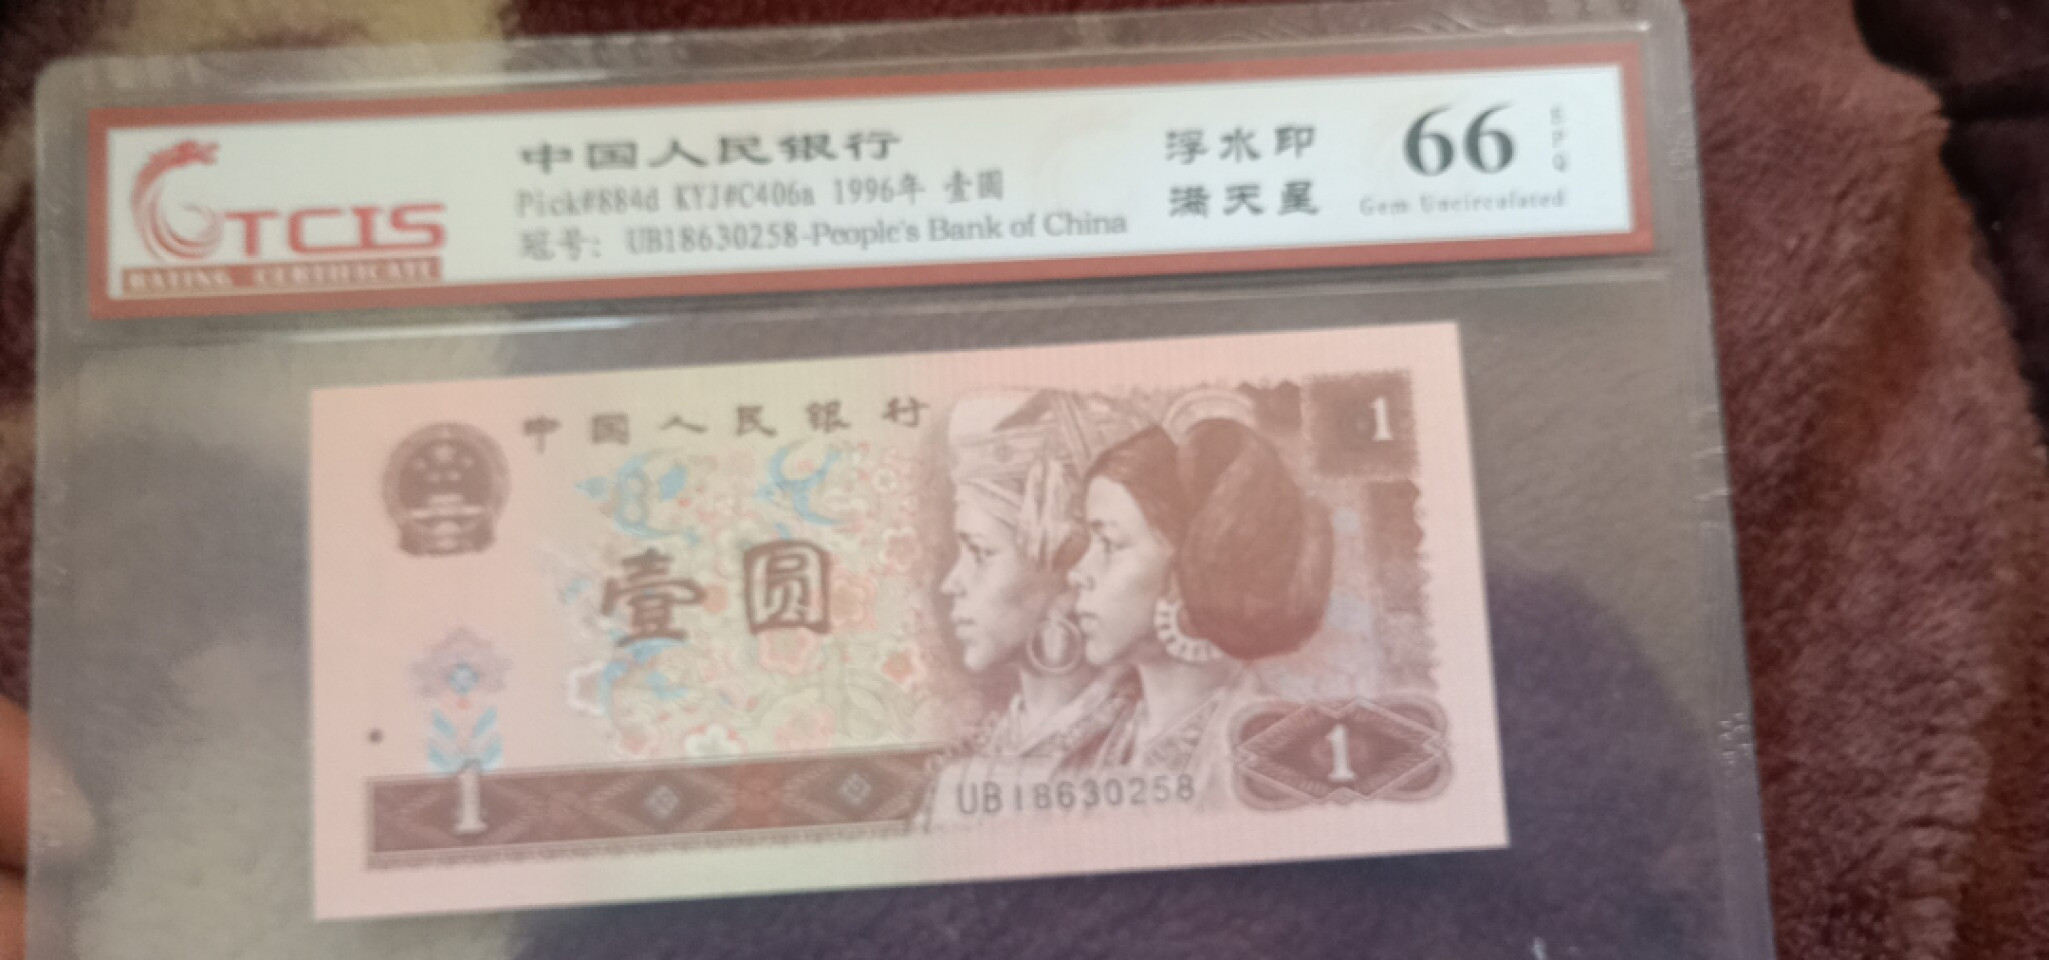 TCIS
RATING CERTIFICATE
中国人民银行
Pick#884d KYJ#C406a 1996年 壹圆
冠号: UB18630258-People's Bank of China
浮水印
满天星
66
EPQ
Gem Uncirculated
中国人民银行
1
壹圆
1
1
UB18630258